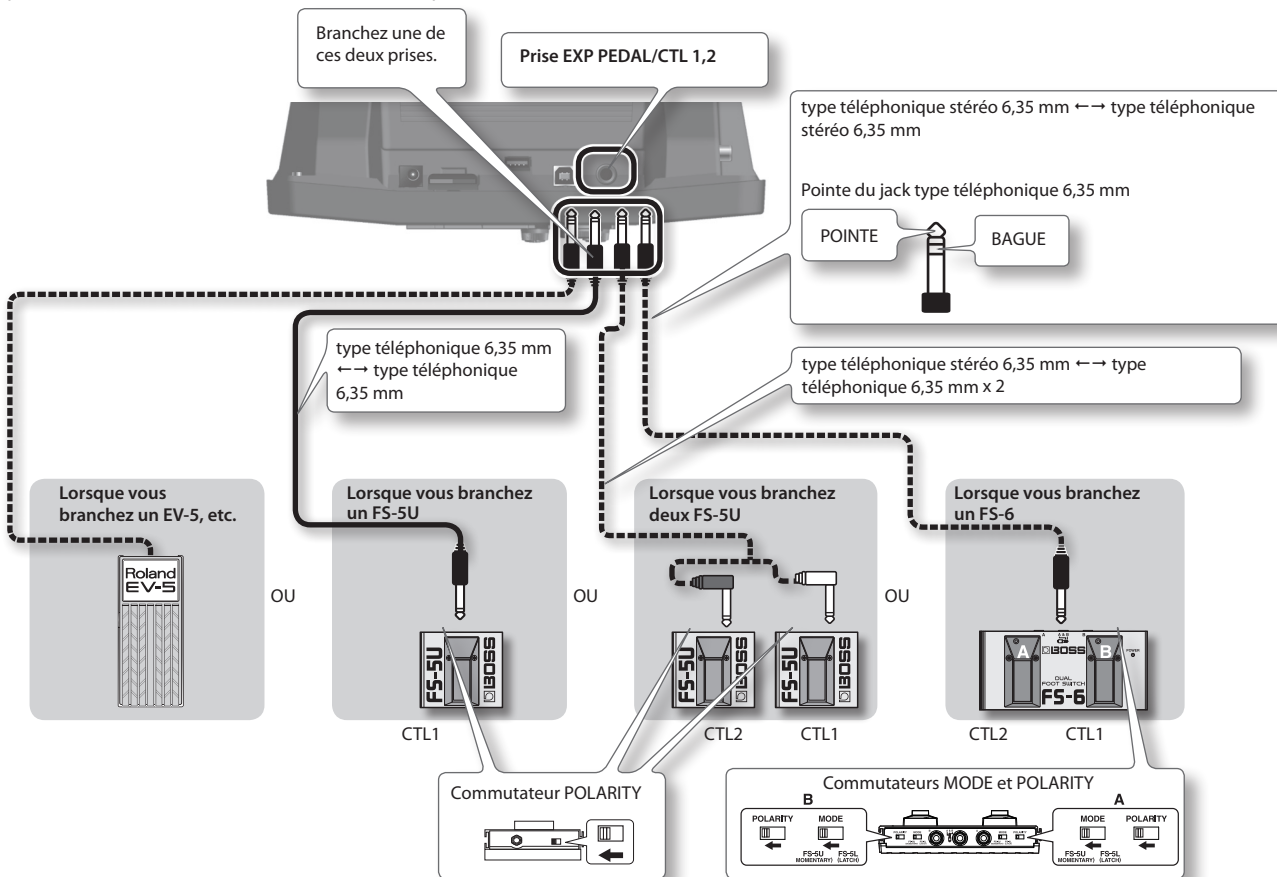 Branchez une de
ces deux prises.
Prise EXP PEDAL/CTL 1,2
type téléphonique stéréo 6,35 mm ←→ type téléphonique
stéréo 6,35 mm
Pointe du jack type téléphonique 6,35 mm
POINTE
BAGUE
type téléphonique 6,35 mm
←→ type téléphonique
6,35 mm
type téléphonique stéréo 6,35 mm ←→ type
téléphonique 6,35 mm x 2
Lorsque vous
branchez un EV-5, etc.
Roland
EV-5
OU
Lorsque vous branchez
un FS-5U
FS-5U
BOSS
CTL1
OU
Lorsque vous branchez
deux FS-5U
FS-5U
BOSS
FS-5U
BOSS
CTL2
CTL1
OU
Lorsque vous branchez
un FS-6
A
A&B
B
A
BOSS
B
POWER
DUAL
FOOT SWITCH
FS-6
CTL2
CTL1
Commutateur POLARITY
Commutateurs MODE et POLARITY
B
POLARITY
MODE
FS-5U
(MOMENTARY)
FS-5L
(LATCH)
A
MODE
POLARITY
FS-5U
(MOMENTARY)
FS-5L
(LATCH)